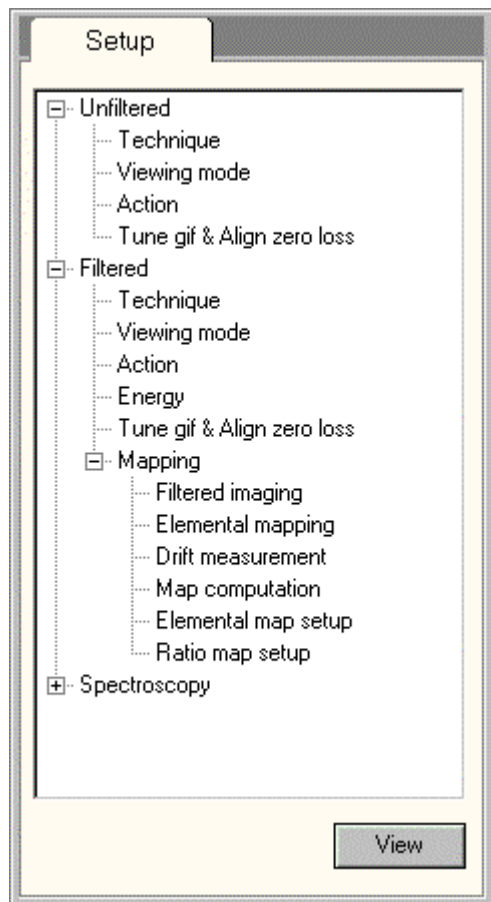 Setup
Unfiltered
Technique
Viewing mode
Action
Tune gif & Align zero loss
Filtered
Technique
Viewing mode
Action
Energy
Tune gif & Align zero loss
Mapping
Filtered imaging
Elemental mapping
Drift measurement
Map computation
Elemental map setup
Ratio map setup
Spectroscopy
View